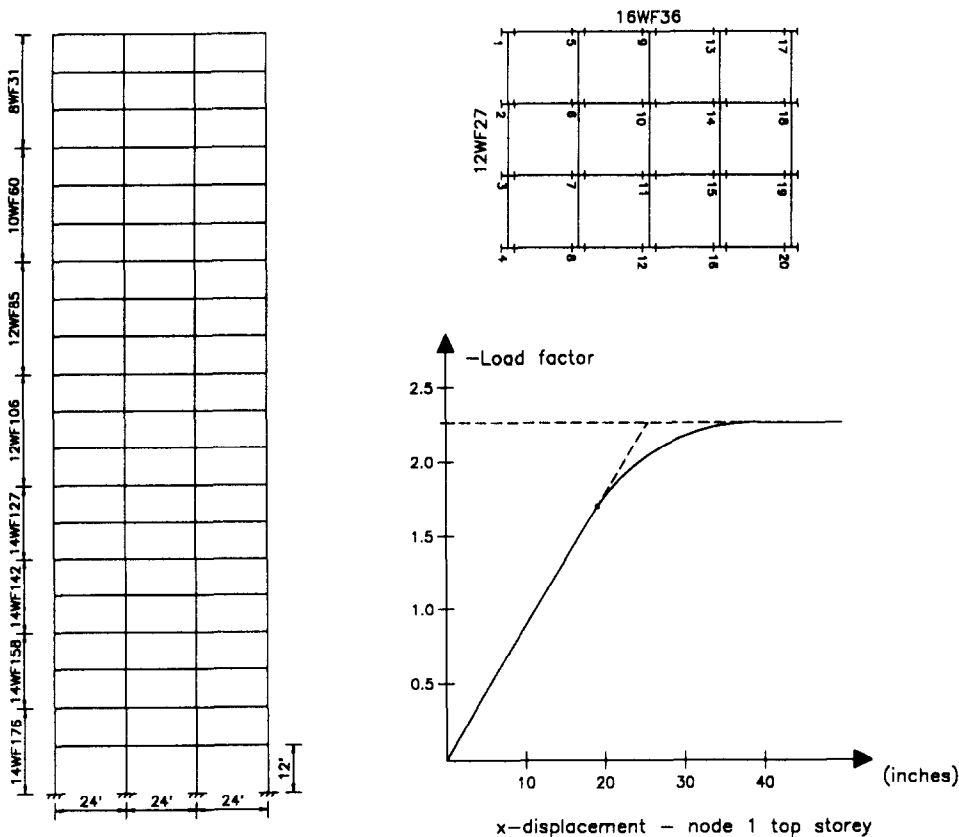 8WF31
10WF60
12WF85
12WF106
14WF127
14WF142
14WF158
14WF176
24'
24'
24'
12'
16WF36
12WF27
1
5
9
13
17
2
6
10
14
18
3
7
11
15
19
4
8
12
16
20
-Load factor
2.5
2.0
1.5
1.0
0.5
10
20
30
40
(inches)
x-displacement - node 1 top storey